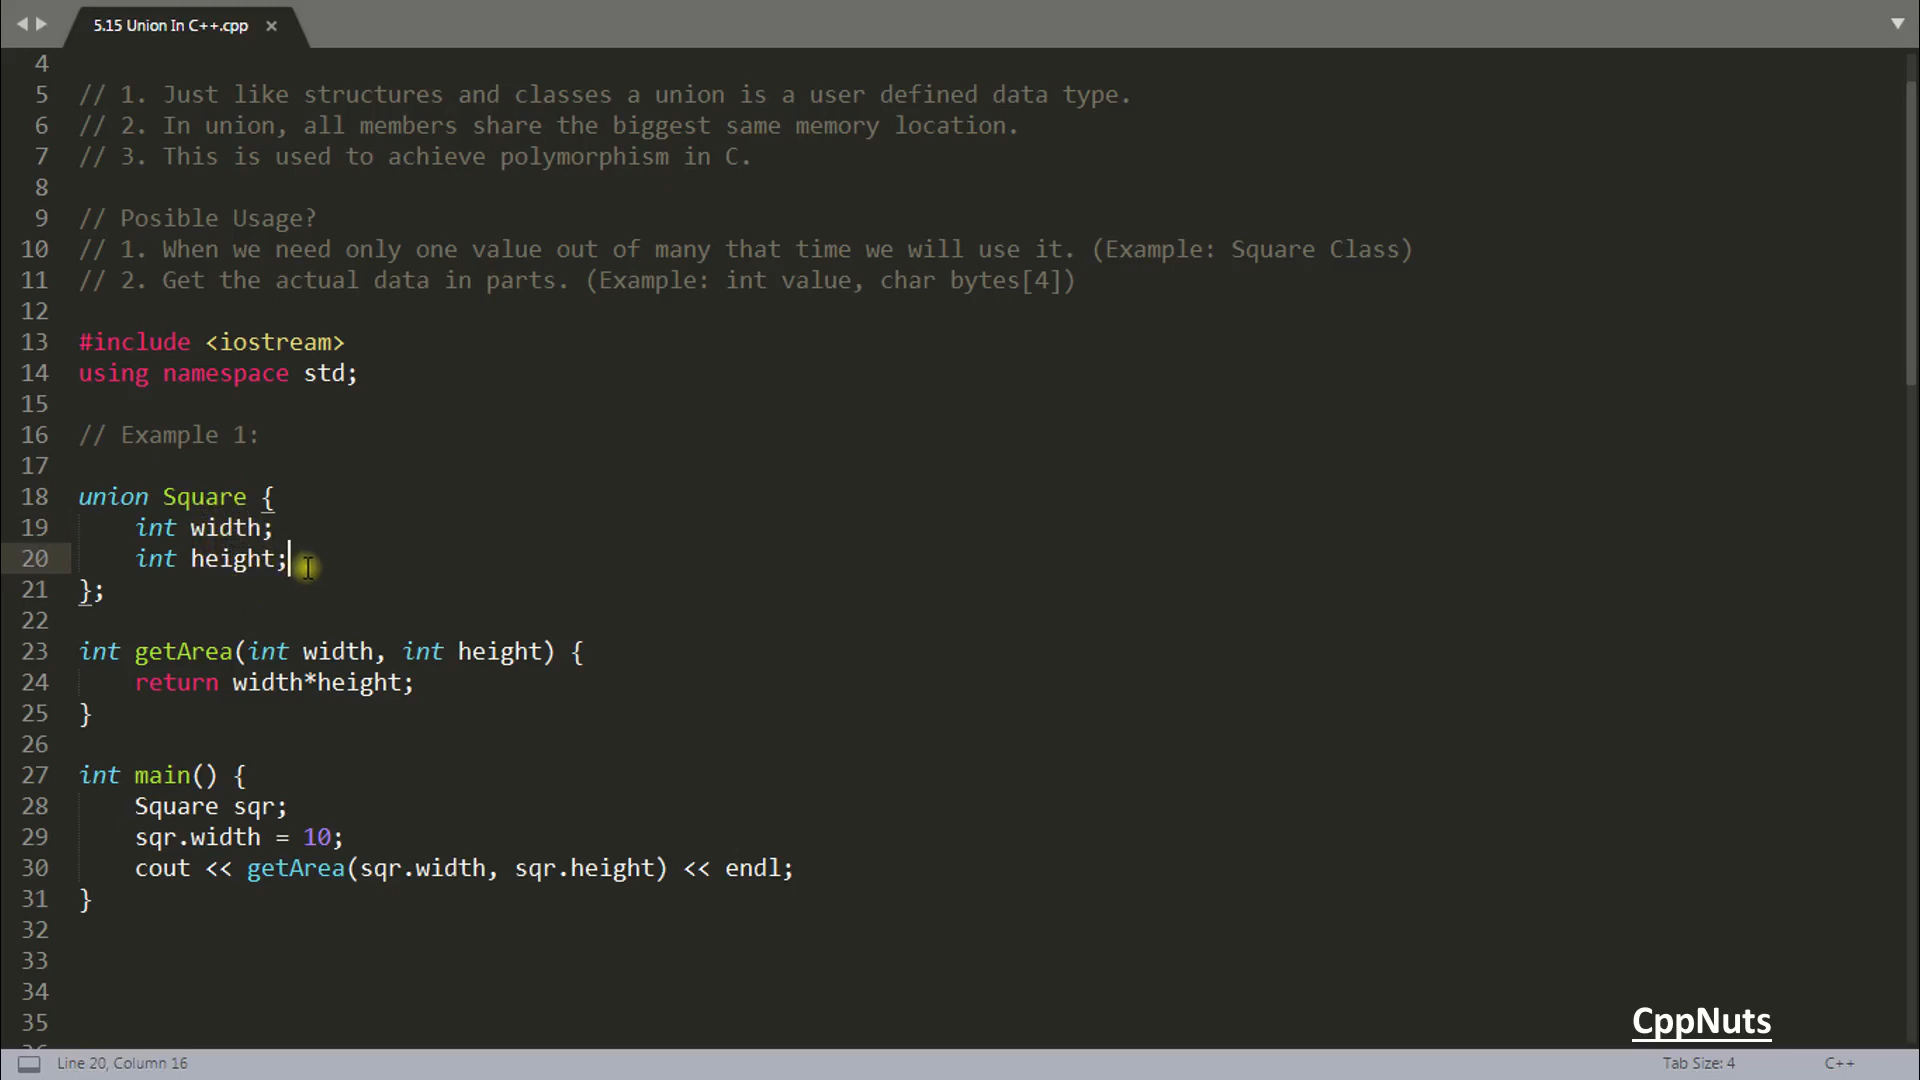 5.15 Union In C++.cpp ×
4
5 // 1. Just like structures and classes a union is a user defined data type.
6 // 2. In union, all members share the biggest same memory location.
7 // 3. This is used to achieve polymorphism in C.
8
9 // Posible Usage?
10 // 1. When we need only one value out of many that time we will use it. (Example: Square Class)
11 // 2. Get the actual data in parts. (Example: int value, char bytes[4])
12
13 #include <iostream>
14 using namespace std;
15
16 // Example 1:
17
18 union Square {
19     int width;
20     int height;
21 };
22
23 int getArea(int width, int height) {
24     return width*height;
25 }
26
27 int main() {
28     Square sqr;
29     sqr.width = 10;
30     cout << getArea(sqr.width, sqr.height) << endl;
31 }
32
33
34
35
CppNuts
Line 20, Column 16 Tab Size: 4 C++